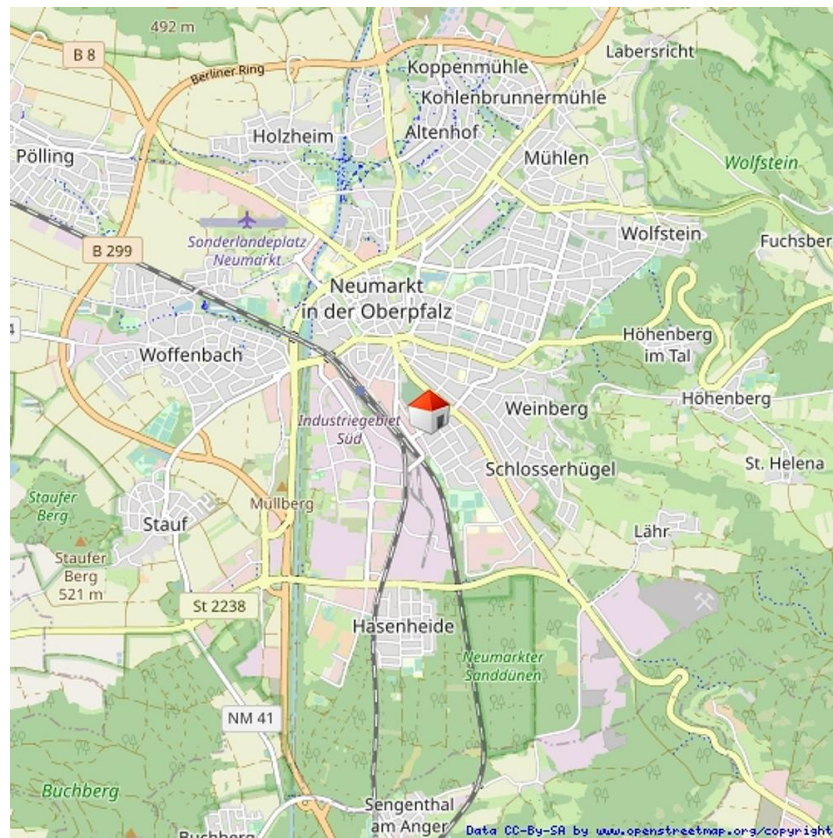 492 m
Labersricht
B 8
Koppenmühle
Berliner Ring
Kohlenbrunnermühle
Holzheim
Altenhof
Pölling
Mühlen
Wolfstein
Wolfstein
Fuchsber
B 299
Sonderlandeplatz
Neumarkt
Neumarkt
in der Oberpfalz
4
Höhenberg
im Tal
Woffenbach
Höhenberg
Weinberg
Industriegebiet
Süd
St. Helena
Schlosserhügel
Staufer
Berg
Müllberg
Stauf
Lähr
Staufer
Berg
521 m
St 2238
Hasenheide
Neumarkter
Sanddünen
NM 41
Buchberg
Sengenthal
am Anger
Buchberg
Data CC-By-SA by www.openstreetmap.org/copyright